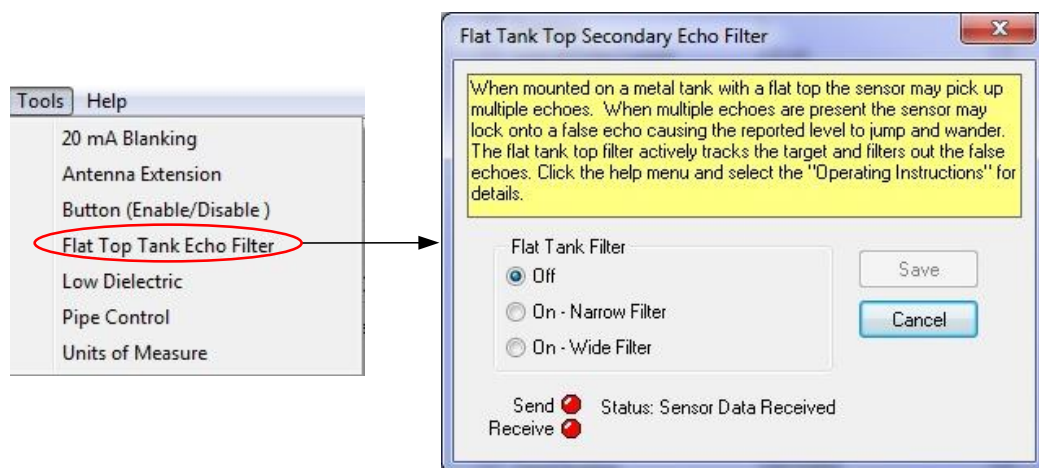 Tools Help
20 mA Blanking
Antenna Extension
Button (Enable/Disable )
Flat Top Tank Echo Filter
Low Dielectric
Pipe Control
Units of Measure
Flat Tank Top Secondary Echo Filter
When mounted on a metal tank with a flat top the sensor may pick up
multiple echoes. When multiple echoes are present the sensor may
lock onto a false echo causing the reported level to jump and wander.
The flat tank top filter actively tracks the target and filters out the false
echoes. Click the help menu and select the "Operating Instructions" for
details.
Flat Tank Filter
Off
On - Narrow Filter
On - Wide Filter
Save
Cancel
Send Status: Sensor Data Received
Receive